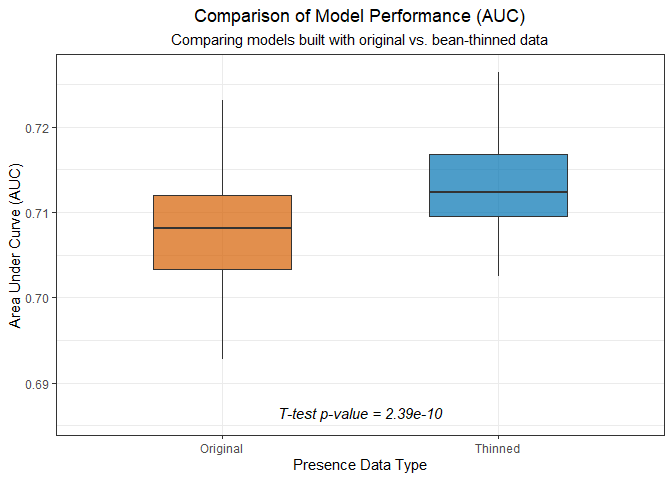 Comparison of Model Performance (AUC)
Comparing models built with original vs. bean-thinned data
Area Under Curve (AUC)
0.72
0.71
0.70
0.69
T-test p-value = 2.39e-10
Original
Thinned
Presence Data Type